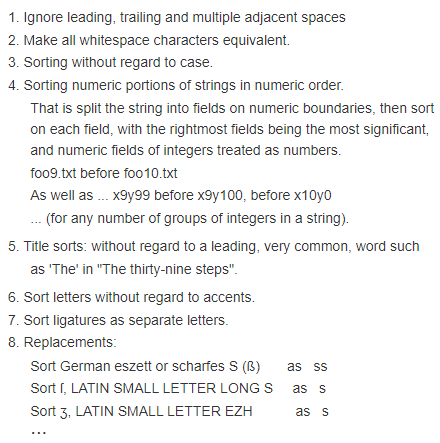 1. Ignore leading, trailing and multiple adjacent spaces
2. Make all whitespace characters equivalent.
3. Sorting without regard to case.
4. Sorting numeric portions of strings in numeric order.
That is split the string into fields on numeric boundaries, then sort
on each field, with the rightmost fields being the most significant,
and numeric fields of integers treated as numbers.
foo9.txt before foo10.txt
As well as ... x9y99 before x9y100, before x10y0
... (for any number of groups of integers in a string).
5. Title sorts: without regard to a leading, very common, word such
as 'The' in "The thirty-nine steps".
6. Sort letters without regard to accents.
7. Sort ligatures as separate letters.
8. Replacements:
Sort German eszett or scharfes S (ß) as ss
Sort ſ, LATIN SMALL LETTER LONG S as s
Sort ʒ, LATIN SMALL LETTER EZH as s
...